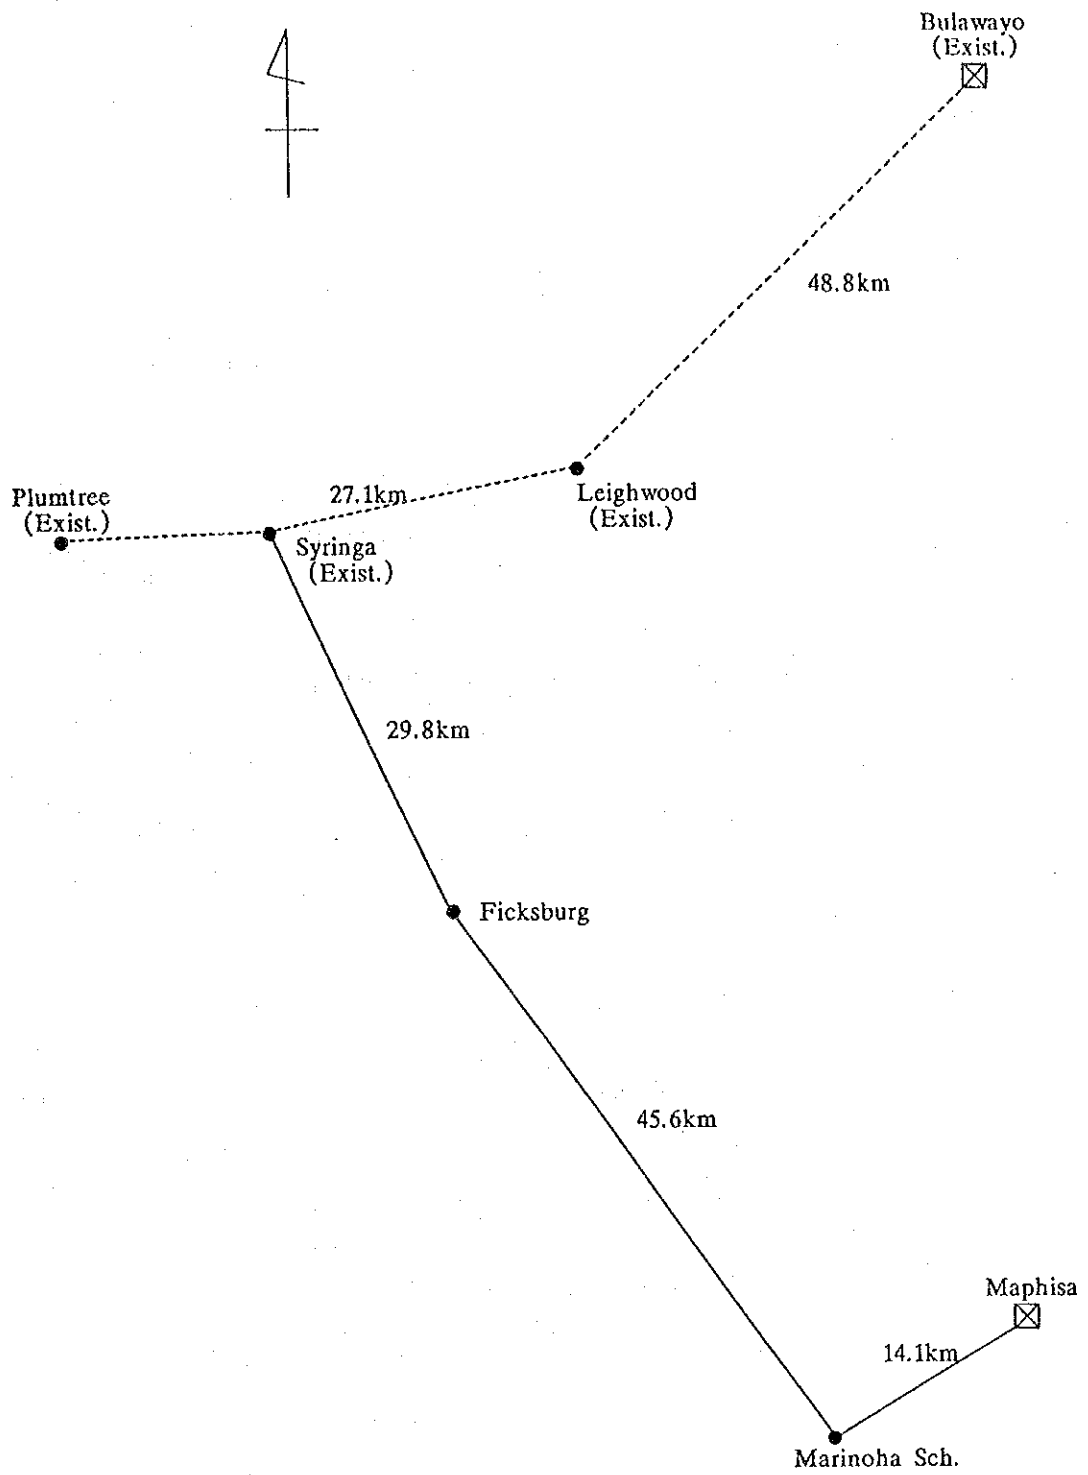 Bulawayo
(Exist.)
48.8km
Plumtree
(Exist.)
27.1km
Leighwood
(Exist.)
Syringa
(Exist.)
29.8km
Ficksburg
45.6km
Maphisa
14.1km
Marinoha Sch.